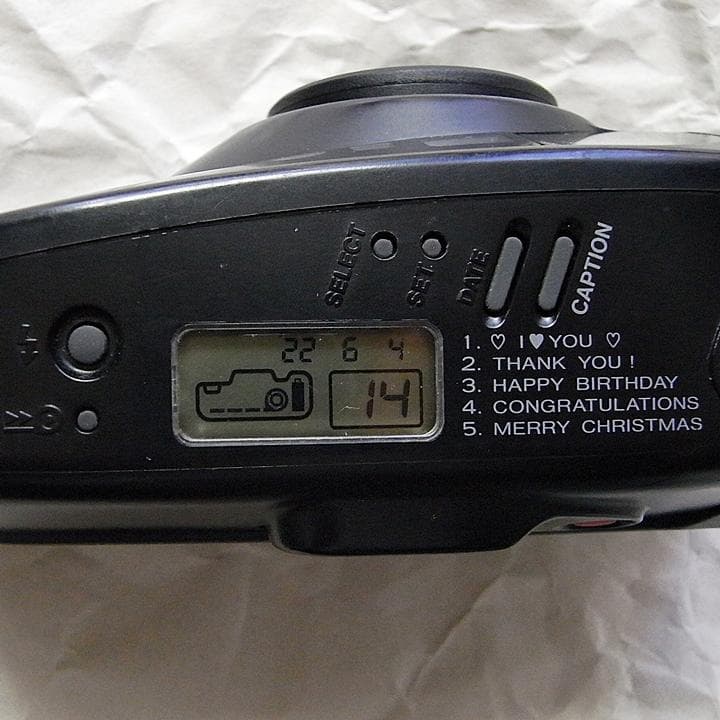 SELECT
SET
DATE
CAPTION
22 6 4
14
1. ♡ I ♥ YOU ♡
2. THANK YOU !
3. HAPPY BIRTHDAY
4. CONGRATULATIONS
5. MERRY CHRISTMAS